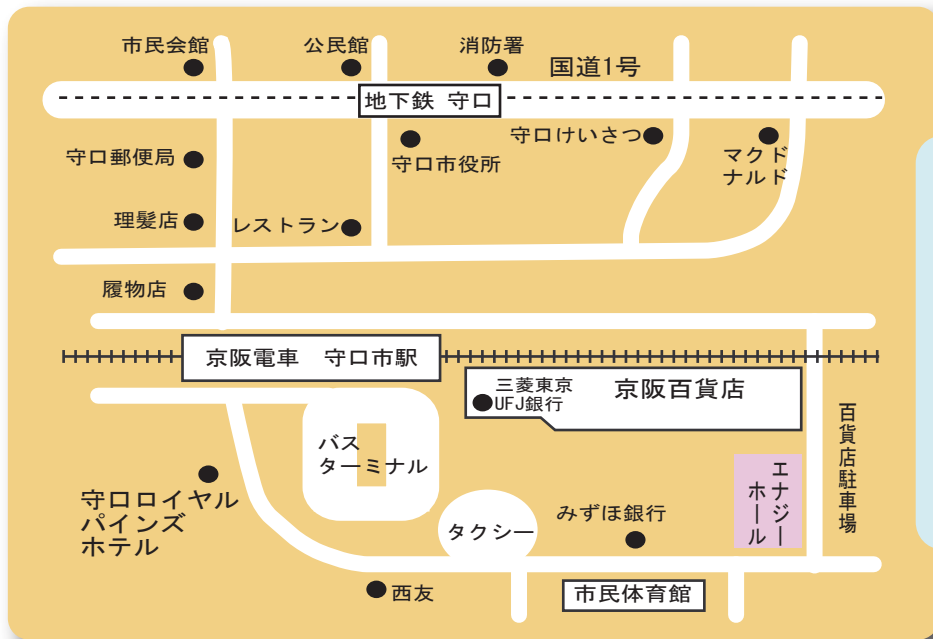 市民会館
公民館
消防署
国道1号
地下鉄 守口
守口郵便局
守口市役所
守口けいさつ
マクド
ナルド
理髪店
レストラン
履物店
京阪電車 守口市駅
三菱東京
UFJ銀行
京阪百貨店
バス
ターミナル
百貨店駐車場
エナジー
ホール
守口ロイヤル
パインズ
ホテル
タクシー
みずほ銀行
西友
市民体育館